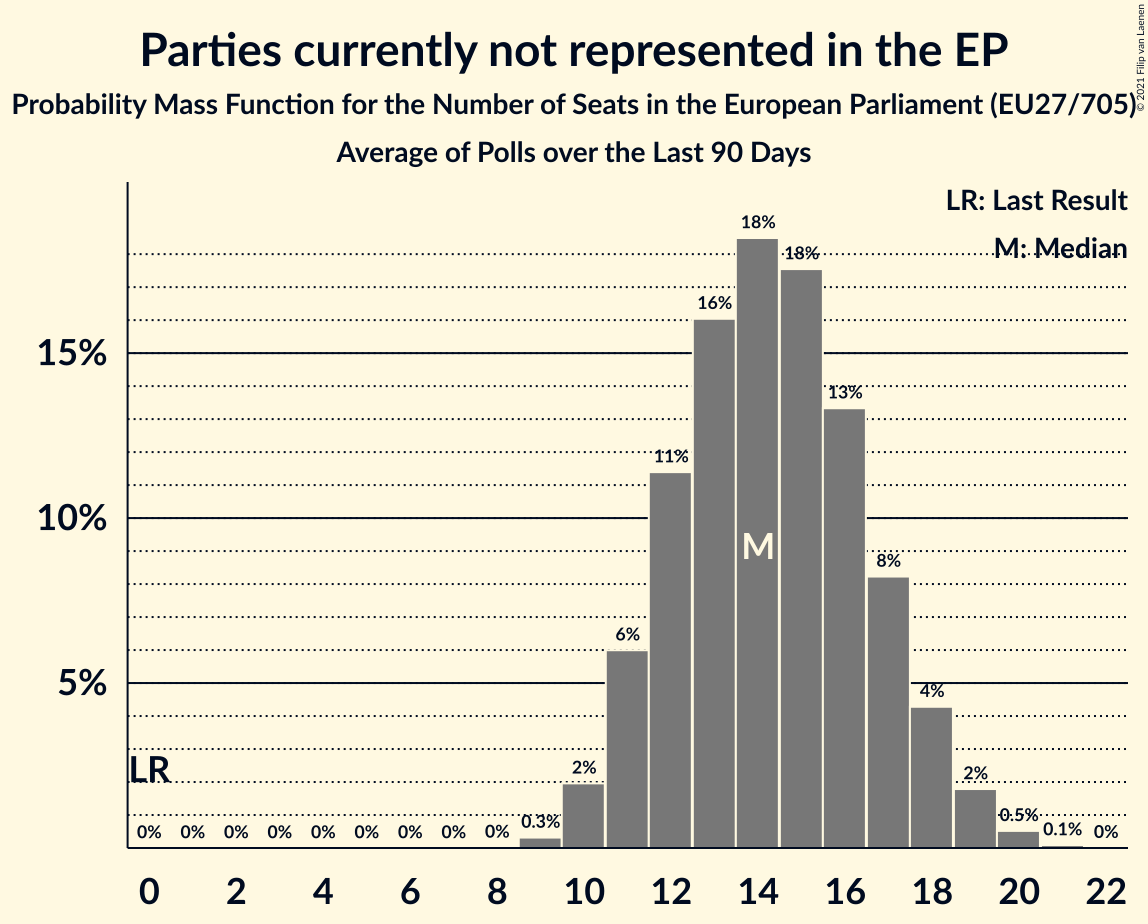 Parties currently not represented in the EP
Probability Mass Function for the Number of Seats in the European Parliament (EU27/705)
Average of Polls over the Last 90 Days
© 2021 Filip van Laenen
LR: Last Result
M: Median
15%
10%
5%
LR
M
0% 0% 0% 0% 0% 0% 0% 0% 0% 0.3% 2% 6% 11% 16% 18% 18% 13% 8% 4% 2% 0.5% 0.1% 0%
0 2 4 6 8 10 12 14 16 18 20 22